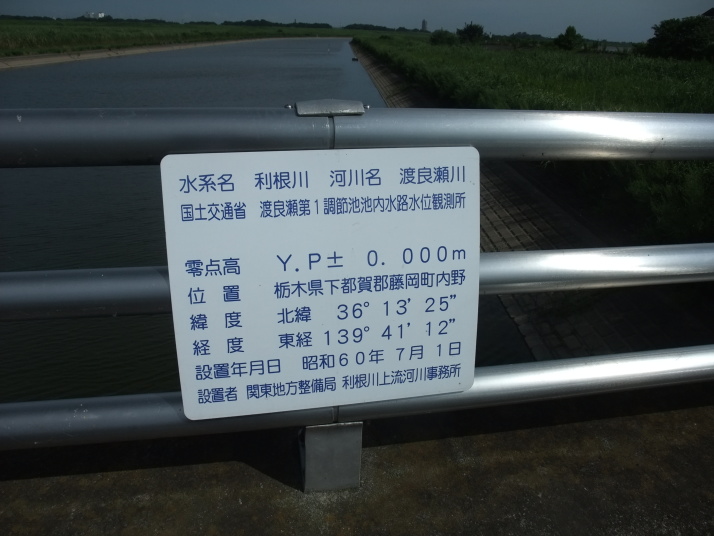 水系名 利根川 河川名 渡良瀬川
国土交通省 渡良瀬第1調節池池内水路水位観測所
零点高 Y.P± 0.000m
位置 栃木県下都賀郡藤岡町内野
緯度 北緯 36° 13' 25"
経度 東経 139° 41' 12"
設置年月日 昭和60年 7月 1日
設置者 関東地方整備局 利根川上流河川事務所